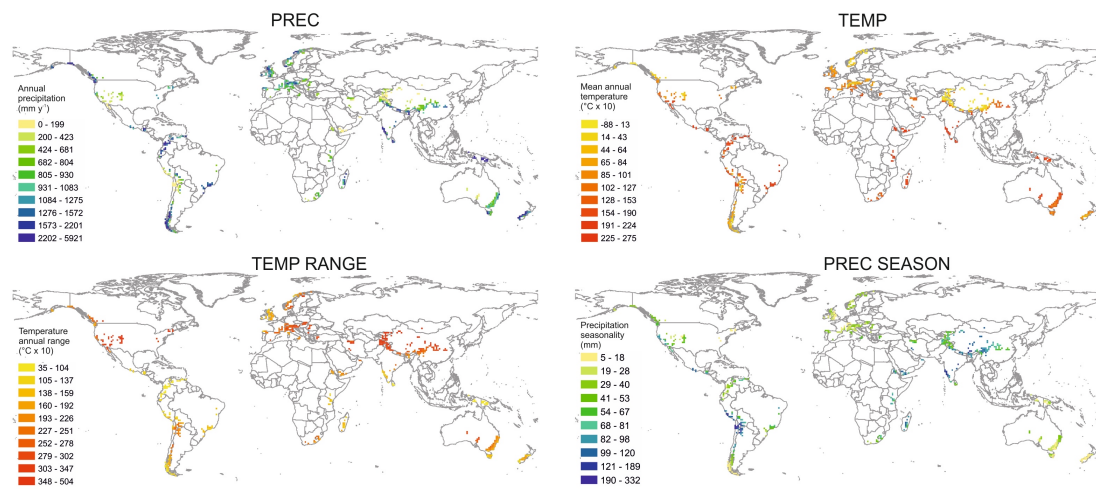 PREC
Annual
precipitation
(mm y⁻¹)
0 - 199
200 - 423
424 - 681
682 - 804
805 - 930
931 - 1083
1084 - 1275
1276 - 1572
1573 - 2201
2202 - 5921
TEMP
Mean annual
temperature
(°C x 10)
-88 - 13
14 - 43
44 - 64
65 - 84
85 - 101
102 - 127
128 - 153
154 - 190
191 - 224
225 - 275
TEMP RANGE
Temperature
annual range
(°C x 10)
35 - 104
105 - 137
138 - 159
160 - 192
193 - 226
227 - 251
252 - 278
279 - 302
303 - 347
348 - 504
PREC SEASON
Precipitation
seasonality
(mm)
5 - 18
19 - 28
29 - 40
41 - 53
54 - 67
68 - 81
82 - 98
99 - 120
121 - 189
190 - 332